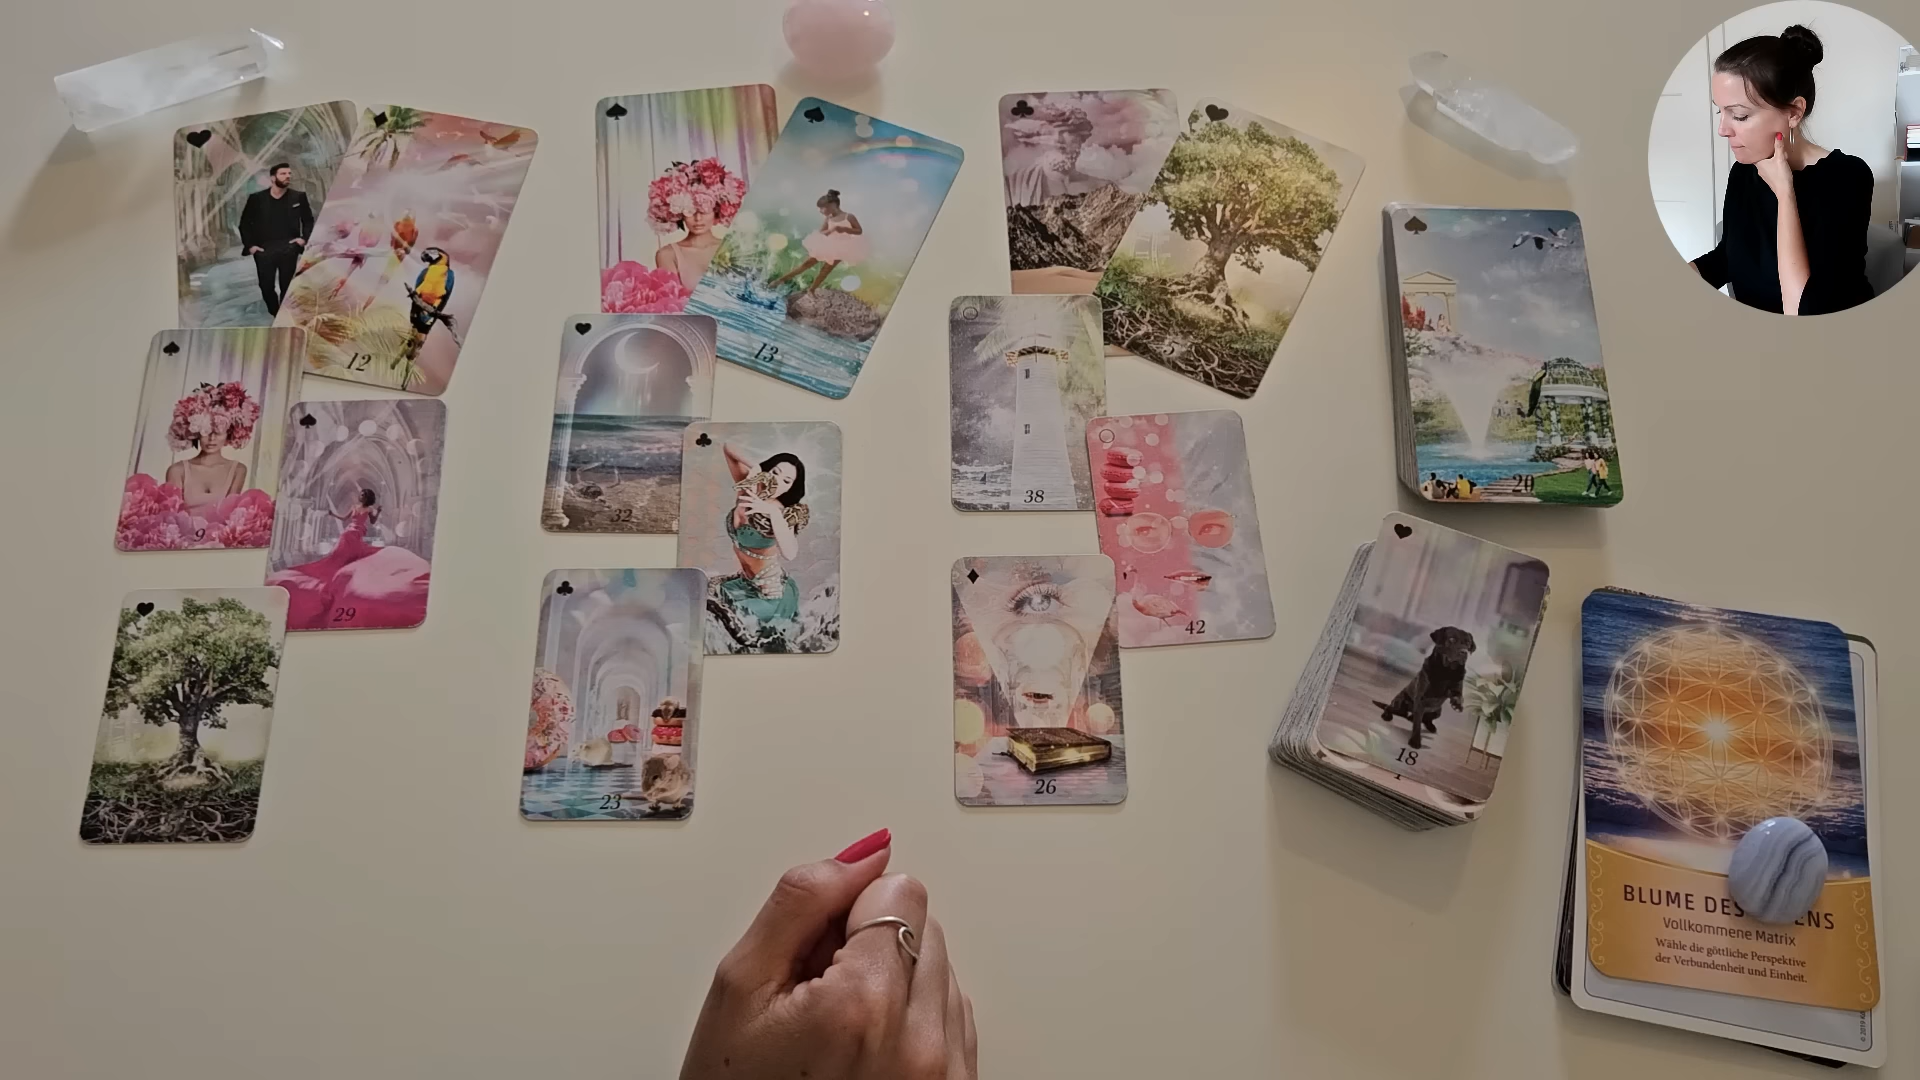 12
13
5
20
9
29
32
38
42
23
26
18
BLUME DES
ENS
Vollkommene Matrix
Wähle die göttliche Perspektive
der Verbundenheit und Einheit.